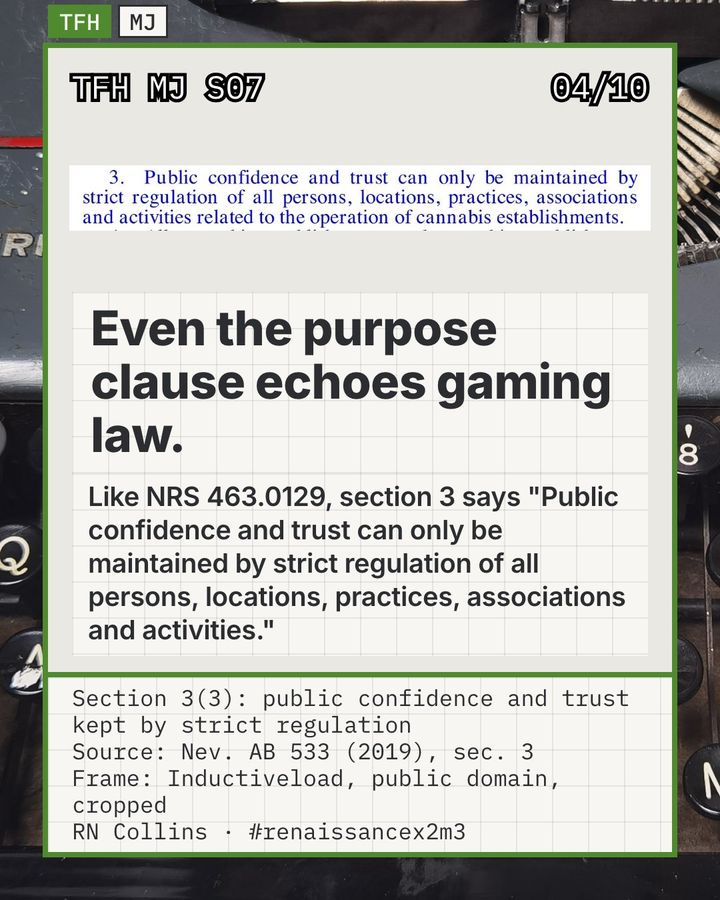 TFH MJ
TFH MJ S07 04/10
3. Public confidence and trust can only be maintained by
strict regulation of all persons, locations, practices, associations
and activities related to the operation of cannabis establishments.
Even the purpose
clause echoes gaming
law.
Like NRS 463.0129, section 3 says "Public
confidence and trust can only be
maintained by strict regulation of all
persons, locations, practices, associations
and activities."
Section 3(3): public confidence and trust
kept by strict regulation
Source: Nev. AB 533 (2019), sec. 3
Frame: Inductiveload, public domain,
cropped
RN Collins · #renaissancex2m3
8
Q
A
N